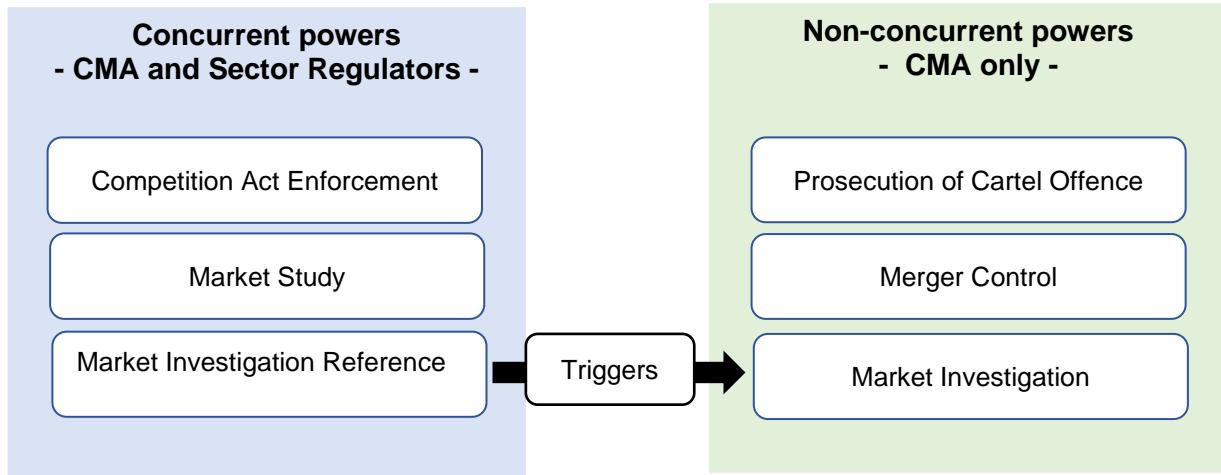 Concurrent powers
- CMA and Sector Regulators -
Competition Act Enforcement
Market Study
Market Investigation Reference
Triggers
Non-concurrent powers
- CMA only -
Prosecution of Cartel Offence
Merger Control
Market Investigation